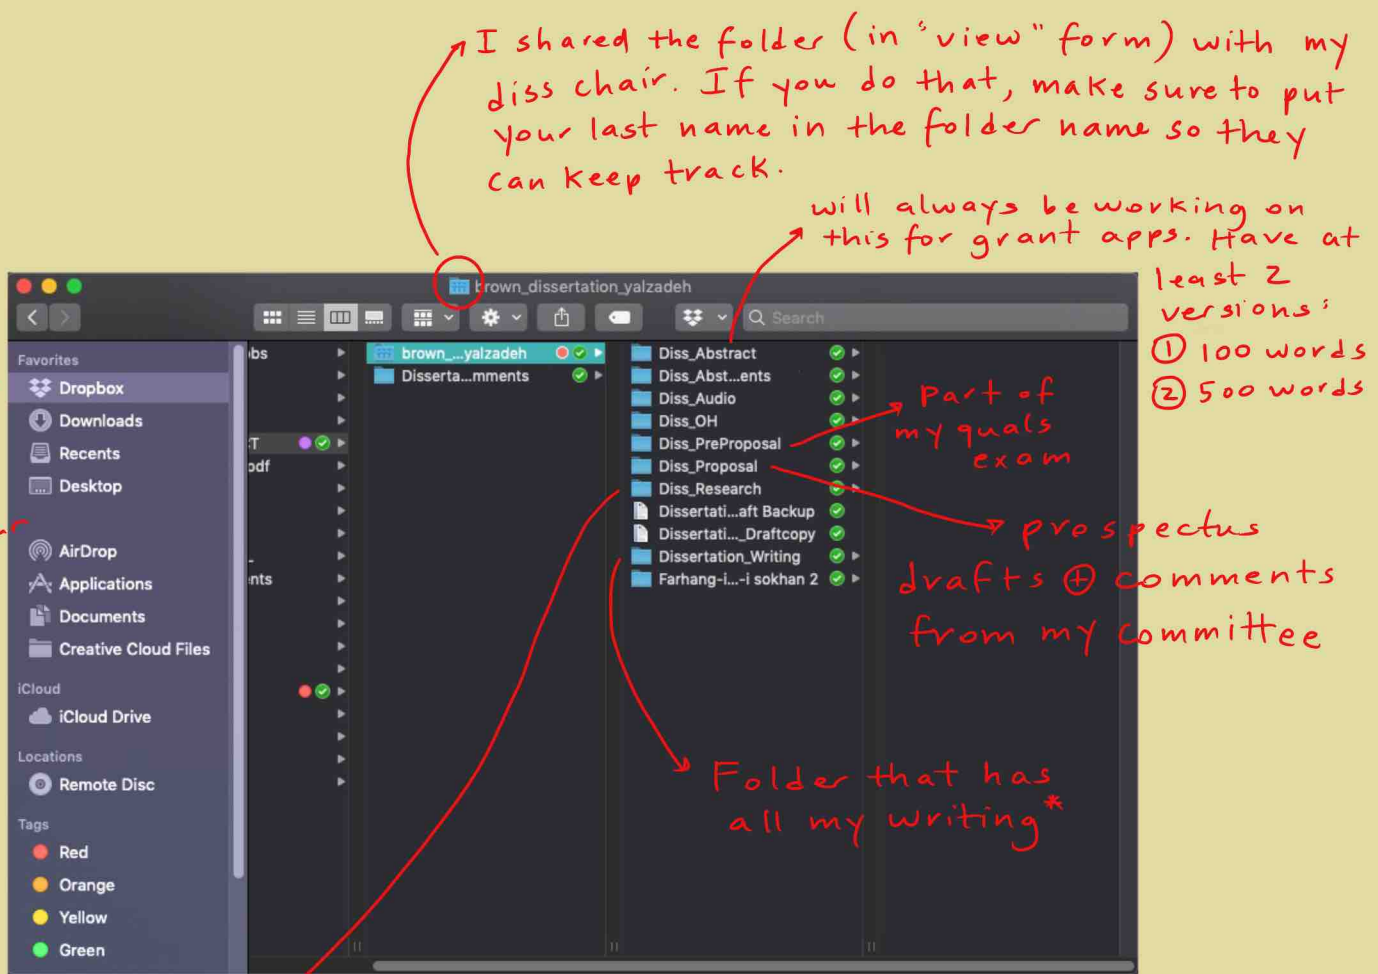 I shared the folder (in "view" form) with my
diss chair. If you do that, make sure to put
your last name in the folder name so they
can keep track.
will always be working on
this for grant apps. Have at
least 2
versions:
① 100 words
② 500 words
brown_dissertation_yalzadeh
Search
Favorites
Dropbox
Downloads
Recents
Desktop
AirDrop
Applications
Documents
Creative Cloud Files
iCloud
iCloud Drive
Locations
Remote Disc
Tags
Red
Orange
Yellow
Green
bs
T
pdf
ents
brown_...yalzadeh
Disserta...mments
Diss_Abstract
Diss_Abst...ents
Diss_Audio
Diss_OH
Diss_PreProposal
Diss_Proposal
Diss_Research
Dissertati...aft Backup
Dissertati..._Draftcopy
Dissertation_Writing
Farhang-i...-i sokhan 2
part of
my quals
exam
prospectus
drafts ⊕ comments
from my committee
Folder that has
all my writing*